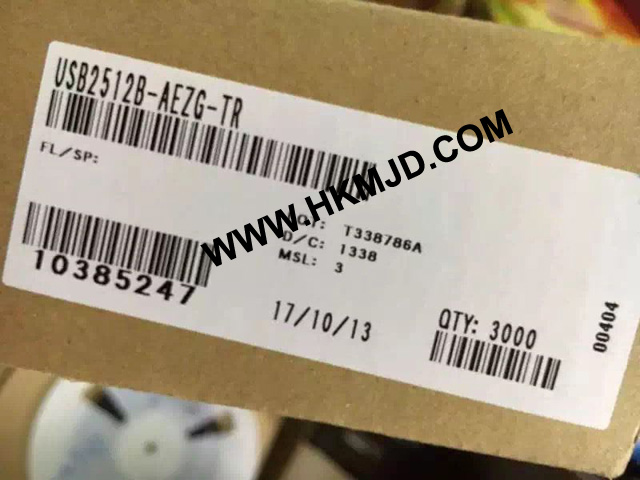 USB2512B-AEZG-TR
FL/SP:
WWW.HKMJD.COM
T338786A
D/C: 1338
MSL: 3
10385247
17/10/13
QTY: 3000
00404